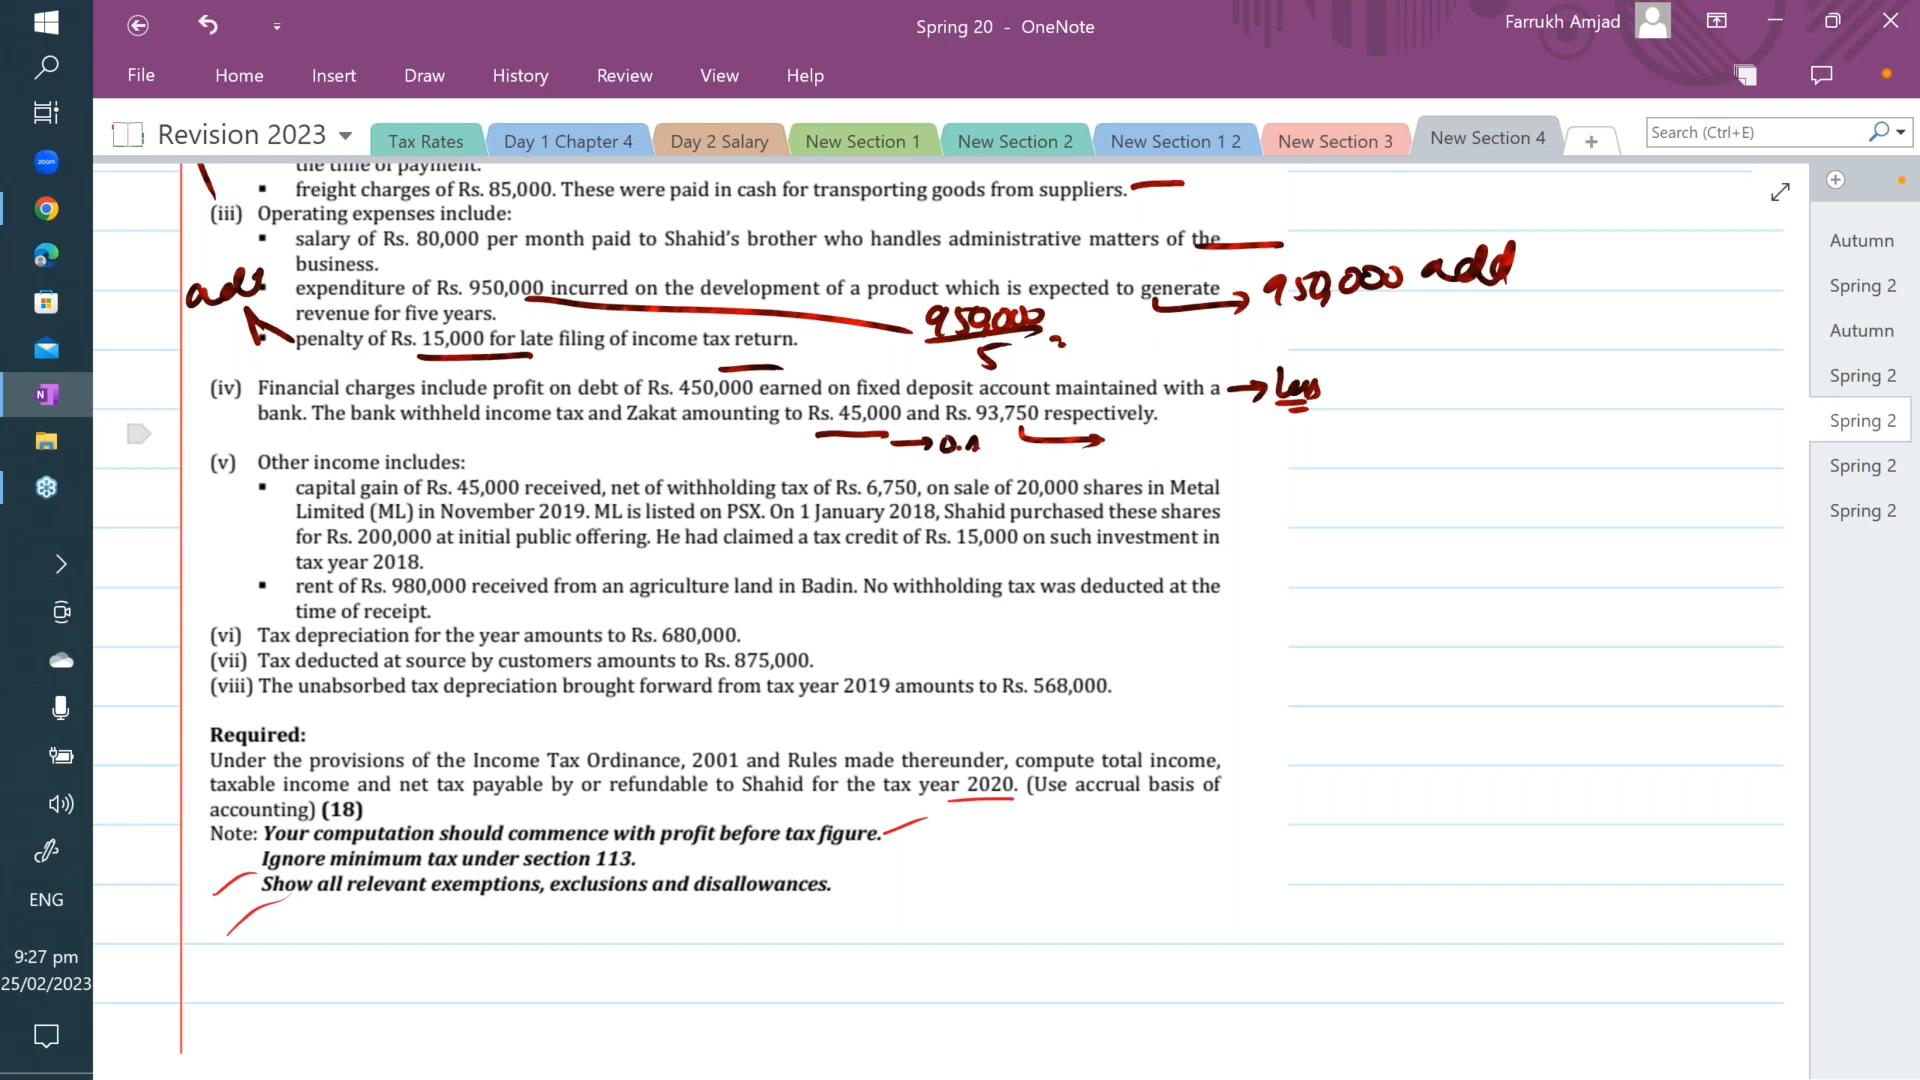 Spring 20 - OneNote
Farrukh Amjad
File Home Insert Draw History Review View Help
Revision 2023
Tax Rates Day 1 Chapter 4 Day 2 Salary New Section 1 New Section 2 New Section 1 2 New Section 3 New Section 4
Search (Ctrl+E)
zoom
the time of payment.
▪ freight charges of Rs. 85,000. These were paid in cash for transporting goods from suppliers.
(iii) Operating expenses include:
▪ salary of Rs. 80,000 per month paid to Shahid's brother who handles administrative matters of the
business.
add
expenditure of Rs. 950,000 incurred on the development of a product which is expected to generate
950,000 add
revenue for five years.
950,000
5 ?
penalty of Rs. 15,000 for late filing of income tax return.
(iv) Financial charges include profit on debt of Rs. 450,000 earned on fixed deposit account maintained with a
Less
bank. The bank withheld income tax and Zakat amounting to Rs. 45,000 and Rs. 93,750 respectively.
(v) Other income includes:
▪ capital gain of Rs. 45,000 received, net of withholding tax of Rs. 6,750, on sale of 20,000 shares in Metal
Limited (ML) in November 2019. ML is listed on PSX. On 1 January 2018, Shahid purchased these shares
for Rs. 200,000 at initial public offering. He had claimed a tax credit of Rs. 15,000 on such investment in
tax year 2018.
▪ rent of Rs. 980,000 received from an agriculture land in Badin. No withholding tax was deducted at the
time of receipt.
(vi) Tax depreciation for the year amounts to Rs. 680,000.
(vii) Tax deducted at source by customers amounts to Rs. 875,000.
(viii) The unabsorbed tax depreciation brought forward from tax year 2019 amounts to Rs. 568,000.
Required:
Under the provisions of the Income Tax Ordinance, 2001 and Rules made thereunder, compute total income,
taxable income and net tax payable by or refundable to Shahid for the tax year 2020. (Use accrual basis of
accounting) (18)
Note: Your computation should commence with profit before tax figure.
Ignore minimum tax under section 113.
Show all relevant exemptions, exclusions and disallowances.
Autumn
Spring 2
Autumn
Spring 2
Spring 2
Spring 2
Spring 2
ENG
9:27 pm
25/02/2023